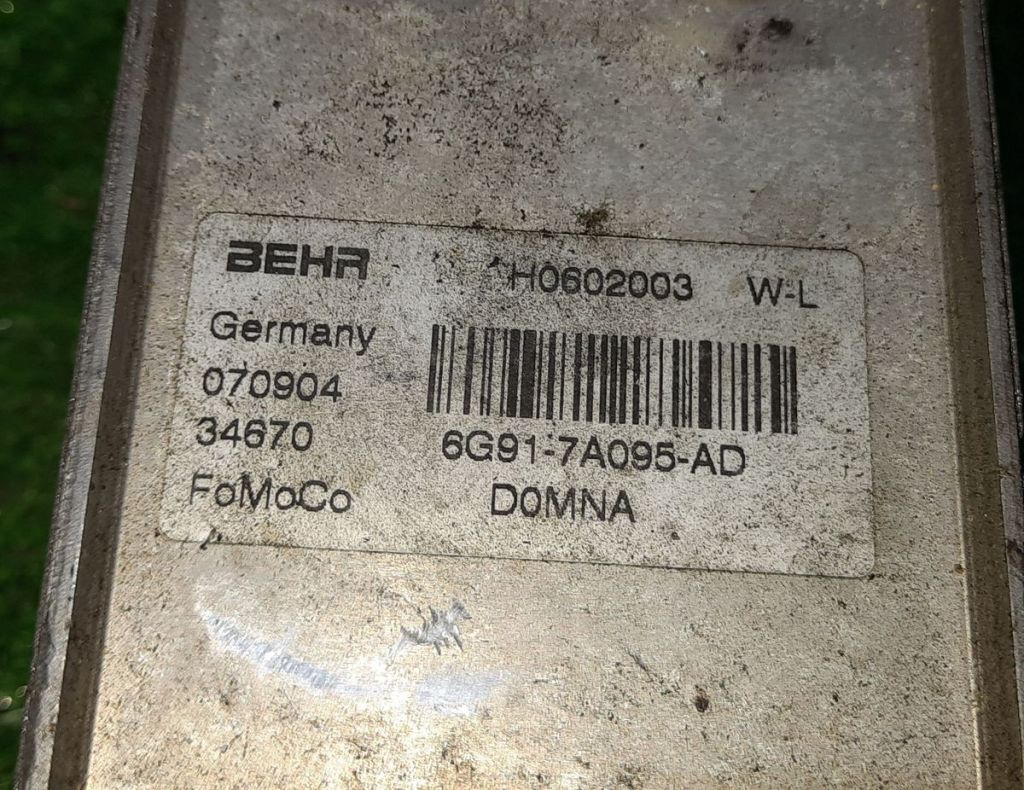 BEHR H0602003 W-L
Germany
070904
34670 6G91-7A095-AD
FoMoCo D0MNA